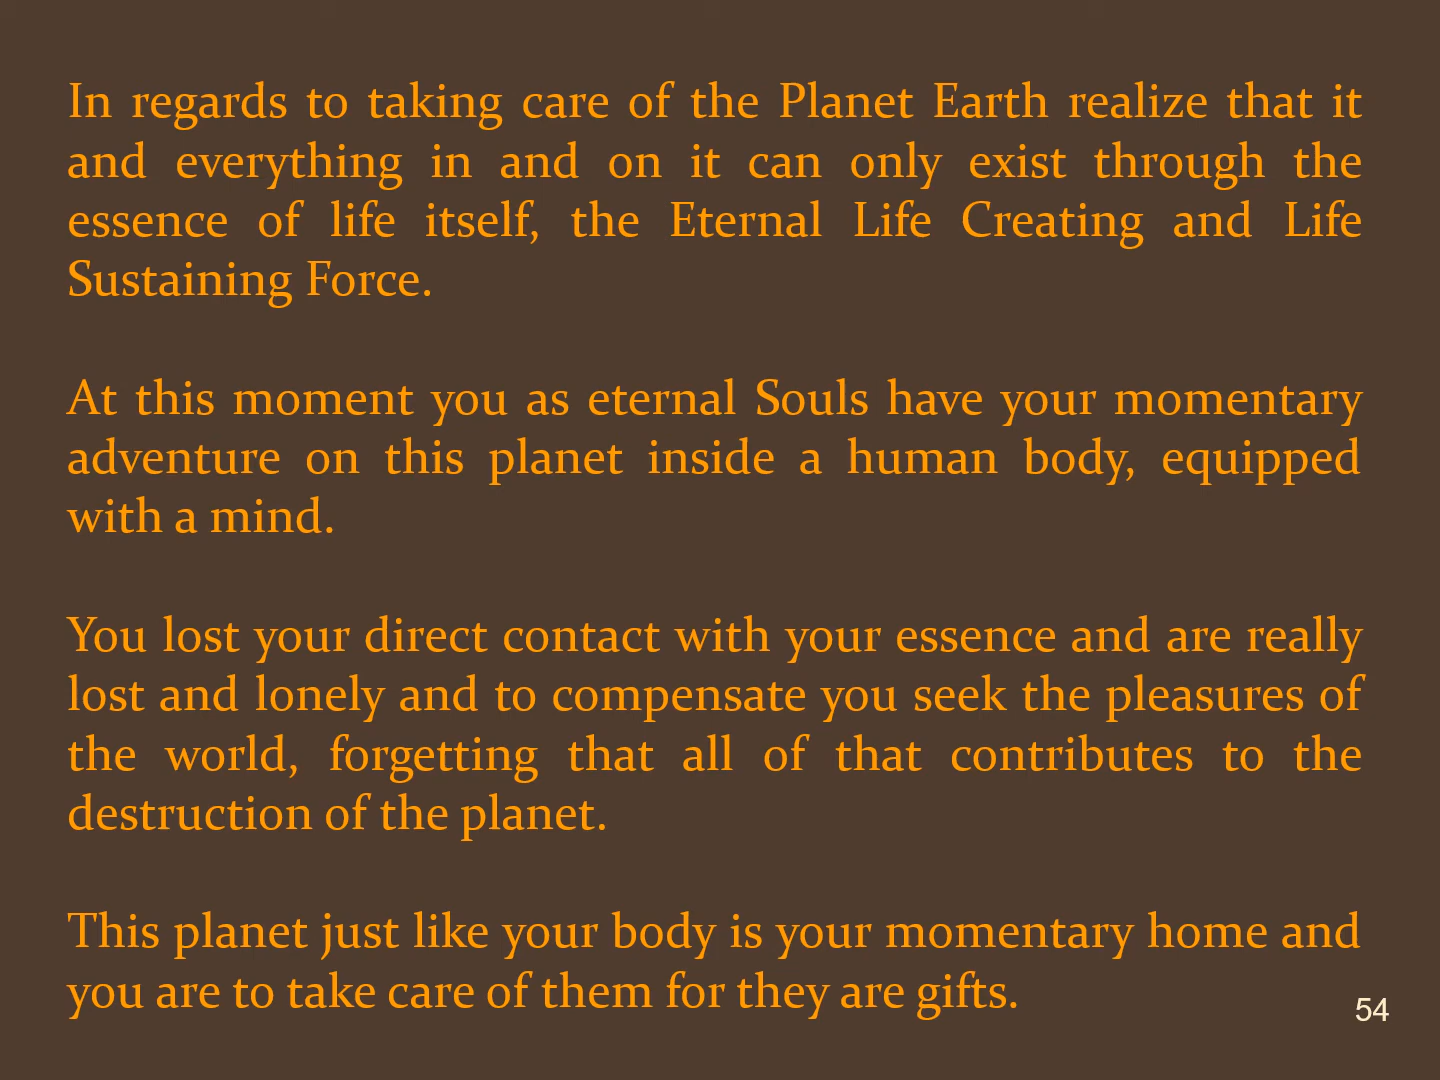 In regards to taking care of the Planet Earth realize that it
and everything in and on it can only exist through the
essence of life itself, the Eternal Life Creating and Life
Sustaining Force.
At this moment you as eternal Souls have your momentary
adventure on this planet inside a human body, equipped
with a mind.
You lost your direct contact with your essence and are really
lost and lonely and to compensate you seek the pleasures of
the world, forgetting that all of that contributes to the
destruction of the planet.
This planet just like your body is your momentary home and
you are to take care of them for they are gifts.
54